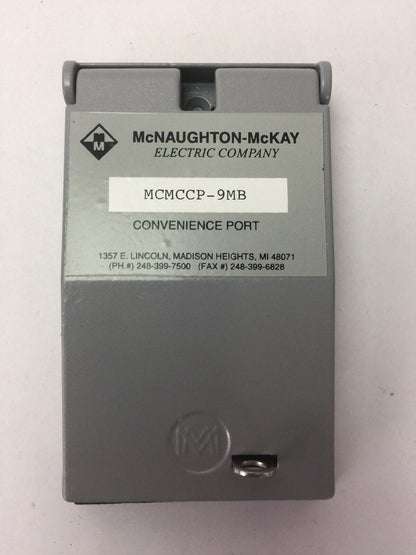 M
M
McNAUGHTON-McKAY
ELECTRIC COMPANY
MCMCCP-9MB
CONVENIENCE PORT
1357 E. LINCOLN, MADISON HEIGHTS, MI 48071
(PH.#) 248-399-7500 (FAX #) 248-399-6828